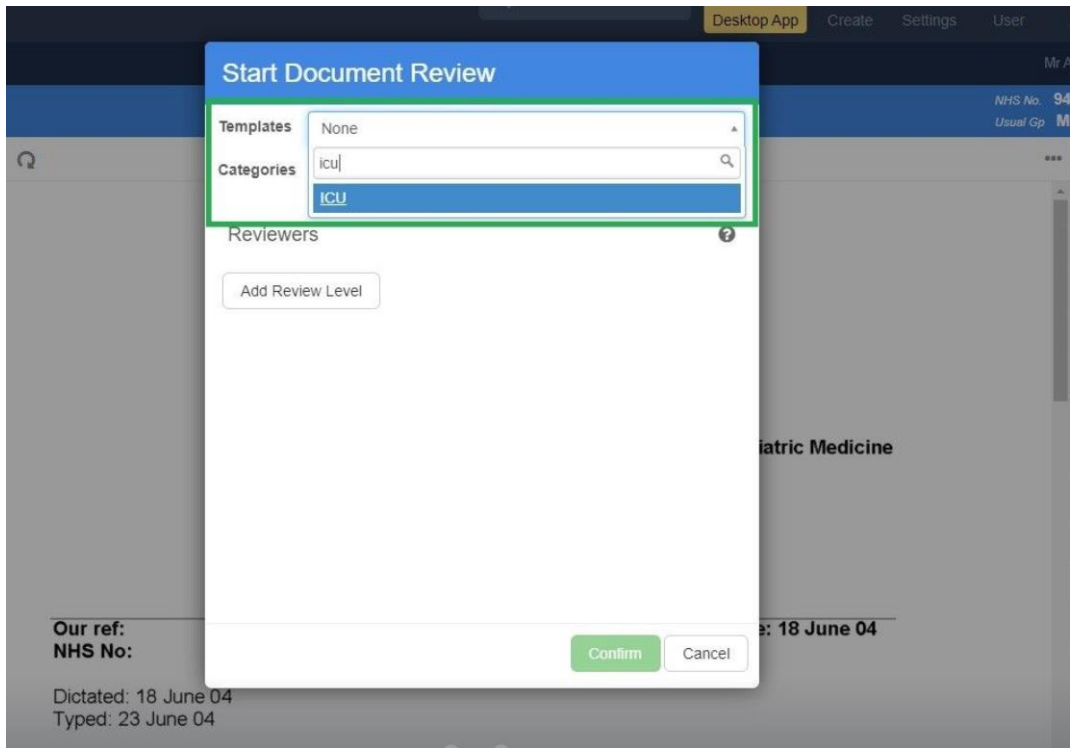 Desktop App Create Settings User
Mr A
NHS No. 94
Usual Gp M
Start Document Review
Templates None
Categories icu
ICU
Reviewers
Add Review Level
iatric Medicine
Our ref: e: 18 June 04
NHS No:
Confirm Cancel
Dictated: 18 June 04
Typed: 23 June 04